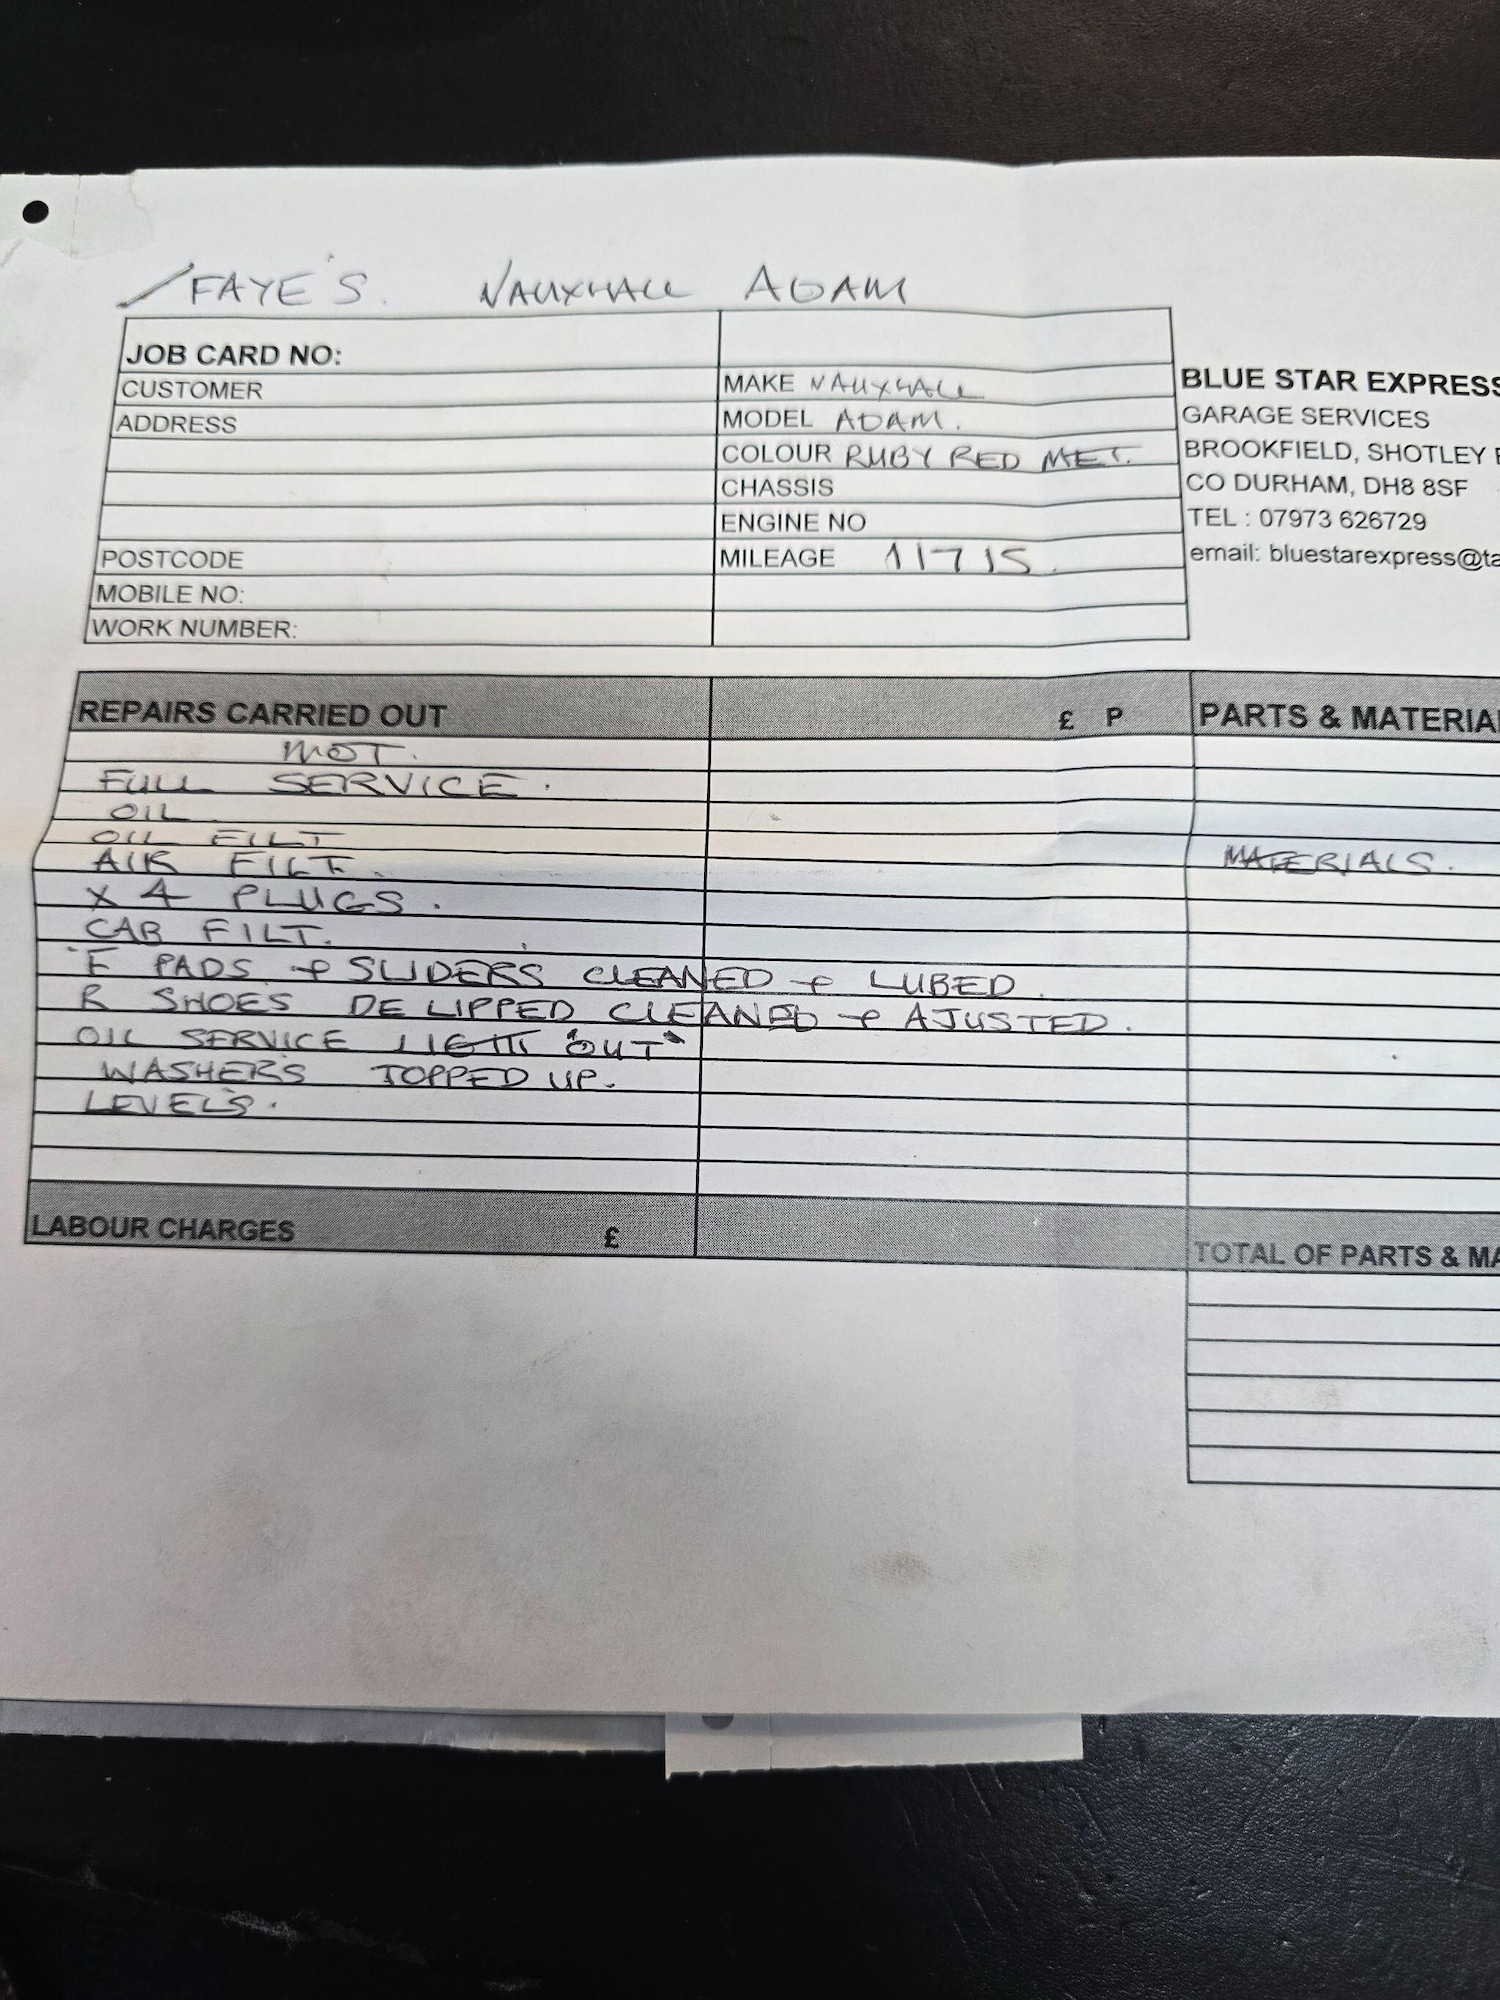 FAYE'S. VAUXHALL ADAM
JOB CARD NO:
CUSTOMER
ADDRESS
POSTCODE
MOBILE NO:
WORK NUMBER:
MAKE VAUXHALL
MODEL ADAM.
COLOUR RUBY RED MET.
CHASSIS
ENGINE NO
MILEAGE 11715.
BLUE STAR EXPRESS
GARAGE SERVICES
BROOKFIELD, SHOTLEY
CO DURHAM, DH8 8SF
TEL : 07973 626729
email: bluestarexpress@ta
REPAIRS CARRIED OUT £ P
MOT.
FULL SERVICE.
OIL
OIL FILT
AIR FILT.
X 4 PLUGS.
CAB FILT.
F PADS + SLIDERS CLEANED + LUBED.
R SHOES DELIPPED CLEANED + AJUSTED.
OIL SERVICE LIGHT "OUT"
WASHERS TOPPED UP.
LEVELS.
LABOUR CHARGES £
PARTS & MATERIA
MATERIALS.
TOTAL OF PARTS & MA